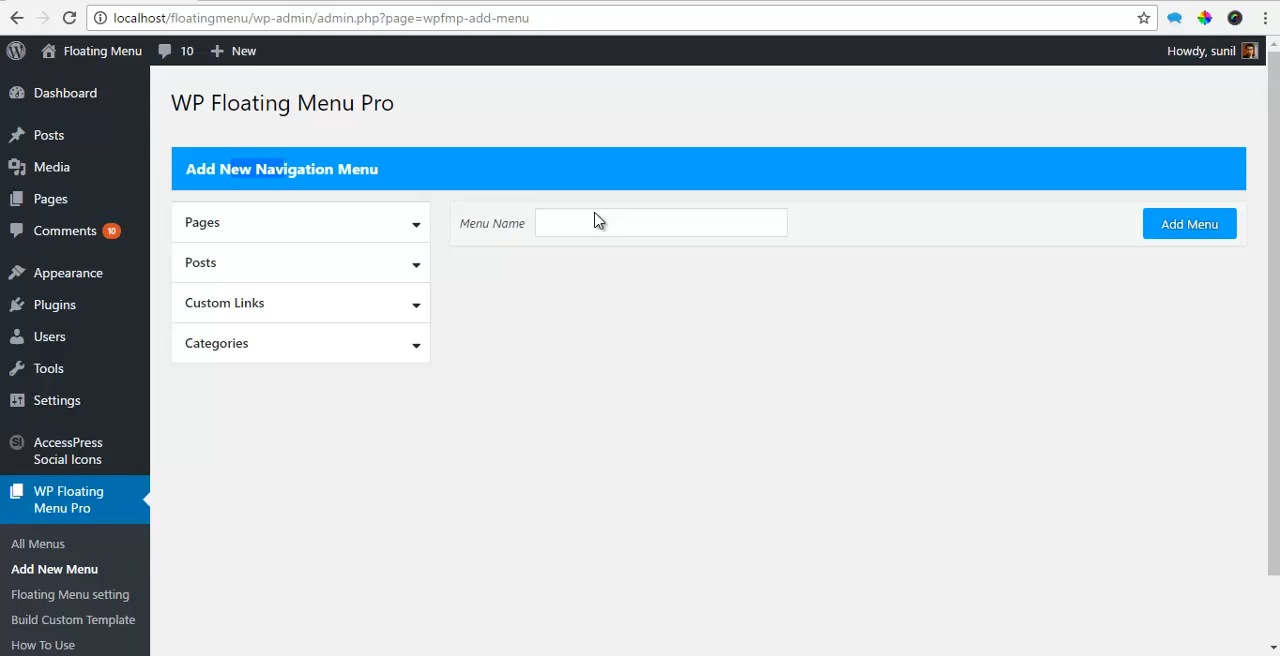 localhost/floatingmenu/wp-admin/admin.php?page=wpfmp-add-menu
Floating Menu 10 New Howdy, sunil
Dashboard
Posts
Media
Pages
Comments 10
Appearance
Plugins
Users
Tools
Settings
AccessPress
Social Icons
WP Floating
Menu Pro
All Menus
Add New Menu
Floating Menu setting
Build Custom Template
How To Use
WP Floating Menu Pro
Add New Navigation Menu
Pages
Posts
Custom Links
Categories
Menu Name
Add Menu